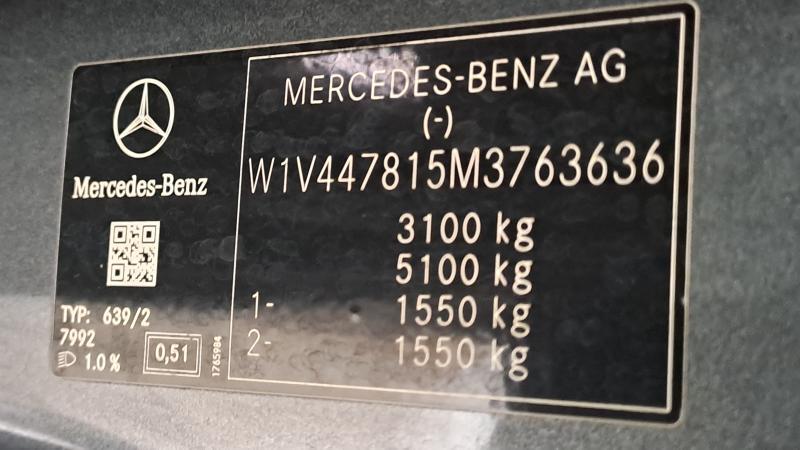 Mercedes-Benz
TYP: 639/2
7992
1.0 %
0,51
1765984
MERCEDES-BENZ AG
(-)
W1V447815M3763636
3100 kg
5100 kg
1- 1550 kg
2- 1550 kg